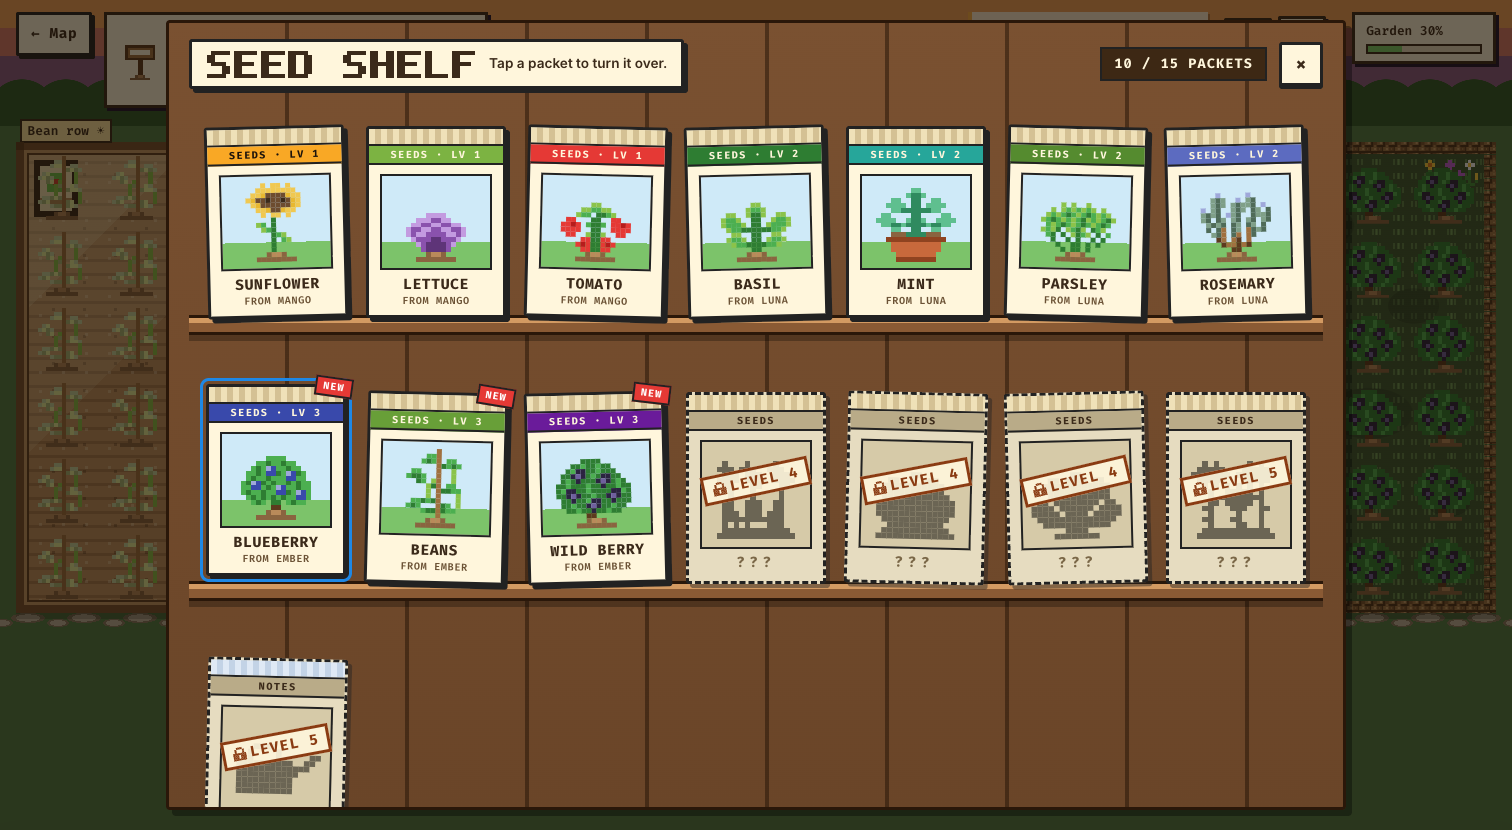 ← Map
Garden 30%
SEED SHELF
Tap a packet to turn it over.
10 / 15 PACKETS
×
Bean row *
SEEDS · LV 1
SUNFLOWER
FROM MANGO
SEEDS · LV 1
LETTUCE
FROM MANGO
SEEDS · LV 1
TOMATO
FROM MANGO
SEEDS · LV 2
BASIL
FROM LUNA
SEEDS · LV 2
MINT
FROM LUNA
SEEDS · LV 2
PARSLEY
FROM LUNA
SEEDS · LV 2
ROSEMARY
FROM LUNA
NEW
SEEDS · LV 3
BLUEBERRY
FROM EMBER
NEW
SEEDS · LV 3
BEANS
FROM EMBER
NEW
SEEDS · LV 3
WILD BERRY
FROM EMBER
SEEDS
LEVEL 4
???
SEEDS
LEVEL 4
???
SEEDS
LEVEL 4
???
SEEDS
LEVEL 5
???
NOTES
LEVEL 5